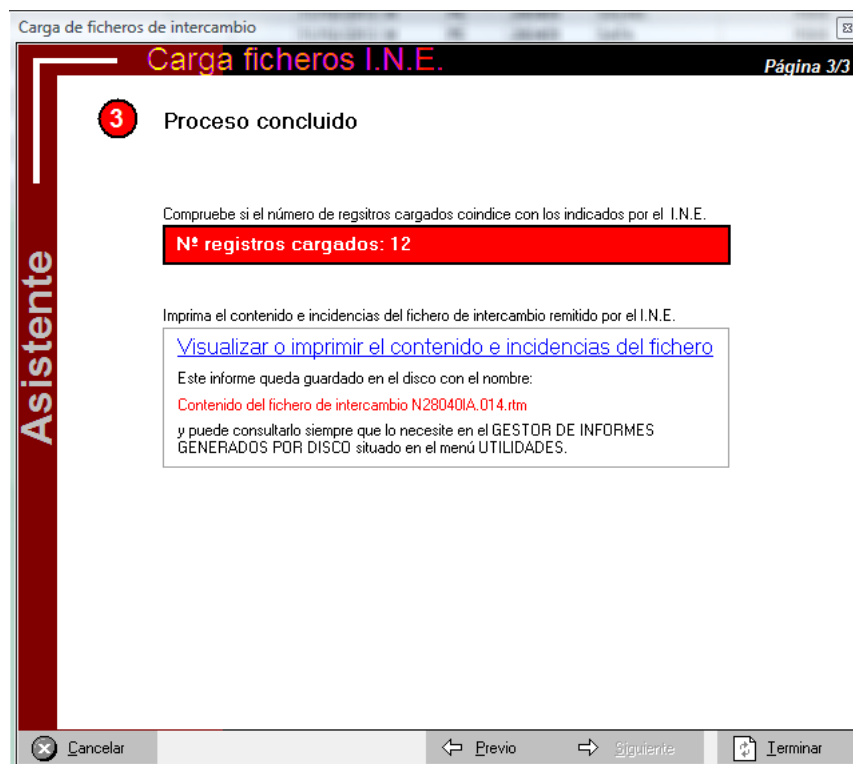 Carga de ficheros de intercambio
Carga ficheros I.N.E.
Página 3/3
Asistente
3
Proceso concluido
Compruebe si el número de regsitros cargados coindice con los indicados por el I.N.E.
Nº registros cargados: 12
Imprima el contenido e incidencias del fichero de intercambio remitido por el I.N.E.
Visualizar o imprimir el contenido e incidencias del fichero
Este informe queda guardado en el disco con el nombre:
Contenido del fichero de intercambio N28040IA.014.rtm
y puede consultarlo siempre que lo necesite en el GESTOR DE INFORMES
GENERADOS POR DISCO situado en el menú UTILIDADES.
Cancelar
Previo
Siguiente
Terminar